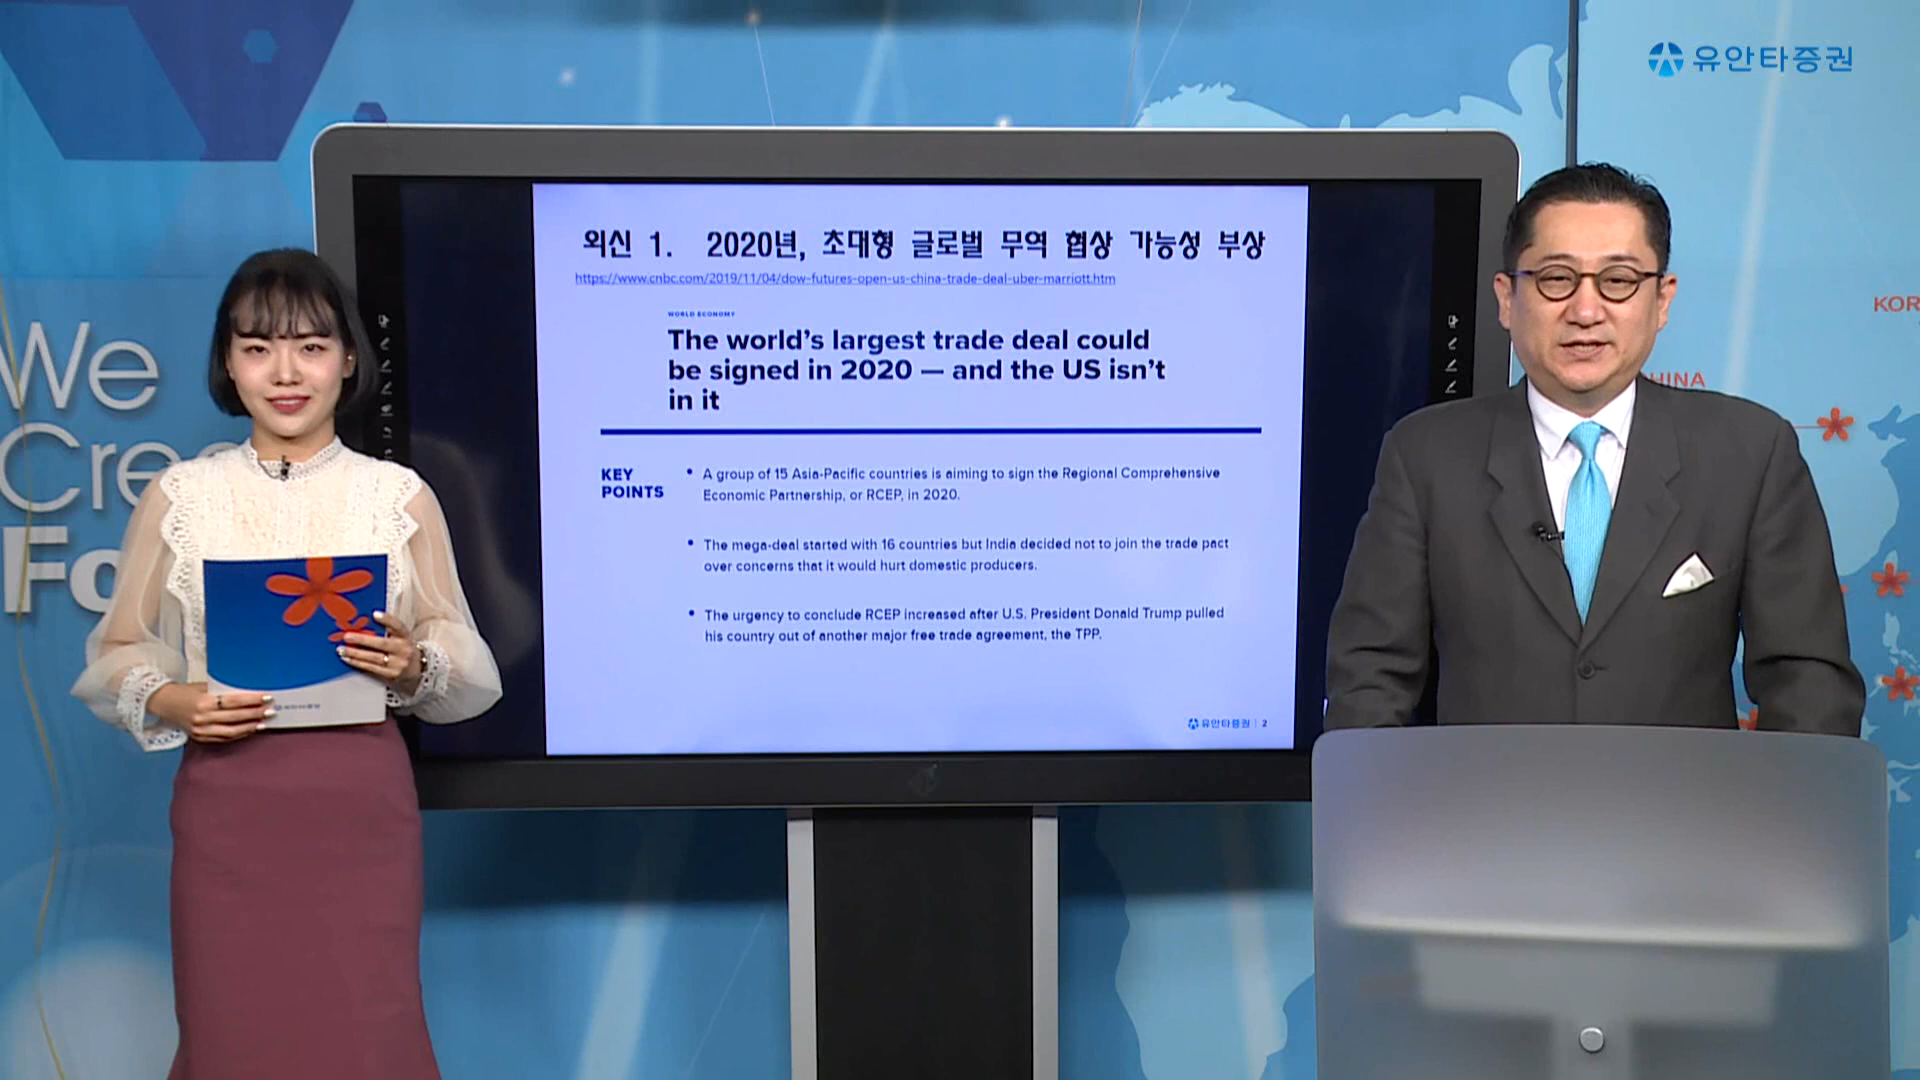 유안타증권
외신 1. 2020년, 초대형 글로벌 무역 협상 가능성 부상
https://www.cnbc.com/2019/11/04/dow-futures-open-us-china-trade-deal-uber-marriott.htm
WORLD ECONOMY
The world's largest trade deal could
be signed in 2020 — and the US isn't
in it
KEY
POINTS
• A group of 15 Asia-Pacific countries is aiming to sign the Regional Comprehensive
Economic Partnership, or RCEP, in 2020.
• The mega-deal started with 16 countries but India decided not to join the trade pact
over concerns that it would hurt domestic producers.
• The urgency to conclude RCEP increased after U.S. President Donald Trump pulled
his country out of another major free trade agreement, the TPP.
유안타증권 | 2
We
Cre
Fo
KOR
HINA
유안타증권